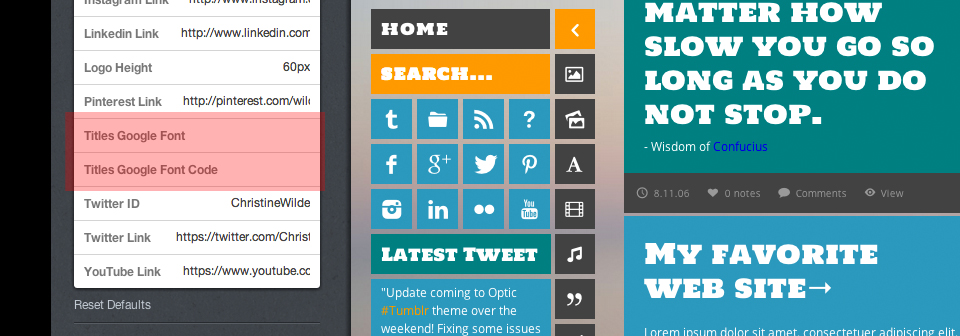 Instagram Link http://www.instagram.
Linkedin Link http://www.linkedin.com
Logo Height 60px
Pinterest Link http://pinterest.com/wild
Titles Google Font
Titles Google Font Code
Twitter ID ChristineWilde
Twitter Link https://twitter.com/Christ
YouTube Link https://www.youtube.co
Reset Defaults
HOME
SEARCH...
t
?
f
g+
A
in
You
Tube
LATEST TWEET
"Update coming to Optic
#Tumblr theme over the
weekend! Fixing some issues
MATTER HOW
SLOW YOU GO SO
LONG AS YOU DO
NOT STOP.
- Wisdom of Confucius
8.11.06 0 notes Comments View
MY FAVORITE
WEB SITE→
Lorem ipsum dolor sit amet, consectetuer adipiscing elit.